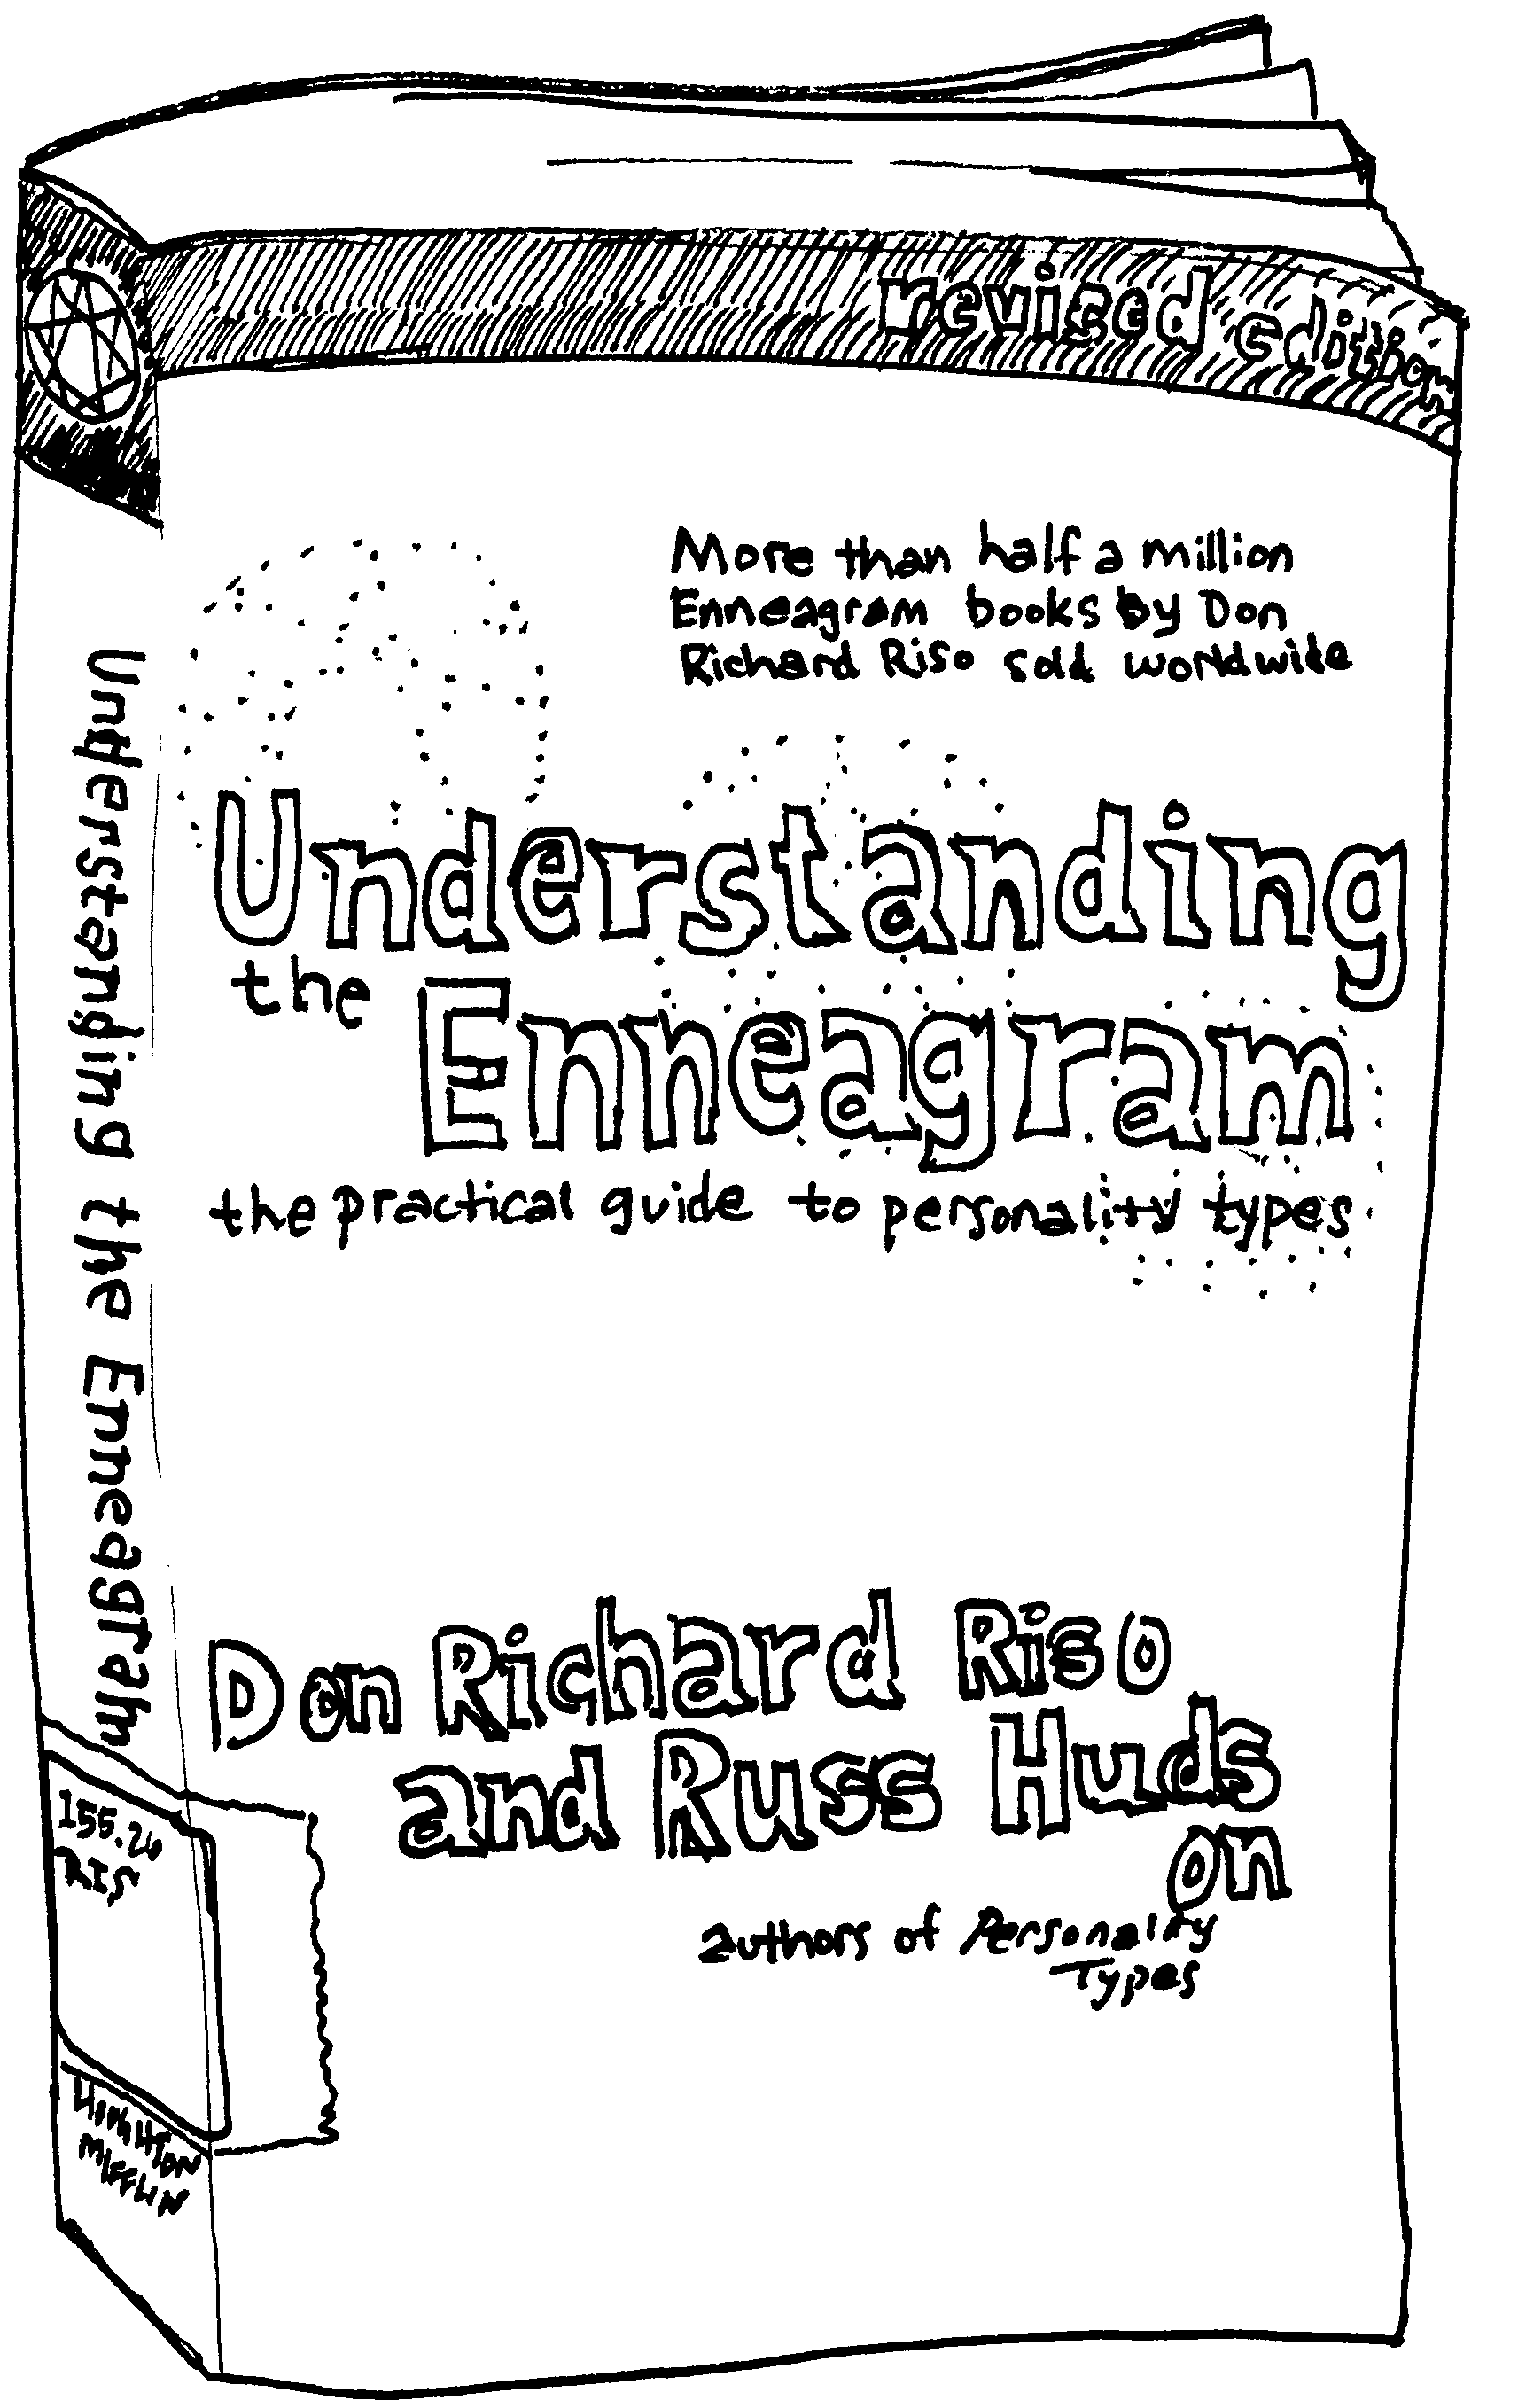 revised edition
More than half a million
Enneagram books by Don
Richard Riso sold worldwide
Understanding
the Enneagram
the practical guide to personality types
Don Richard Riso
and Russ Huds
on
authors of Personality
Types
Understanding the Enneagram
155.26
RIS
HOUGHTON
MIFFLIN